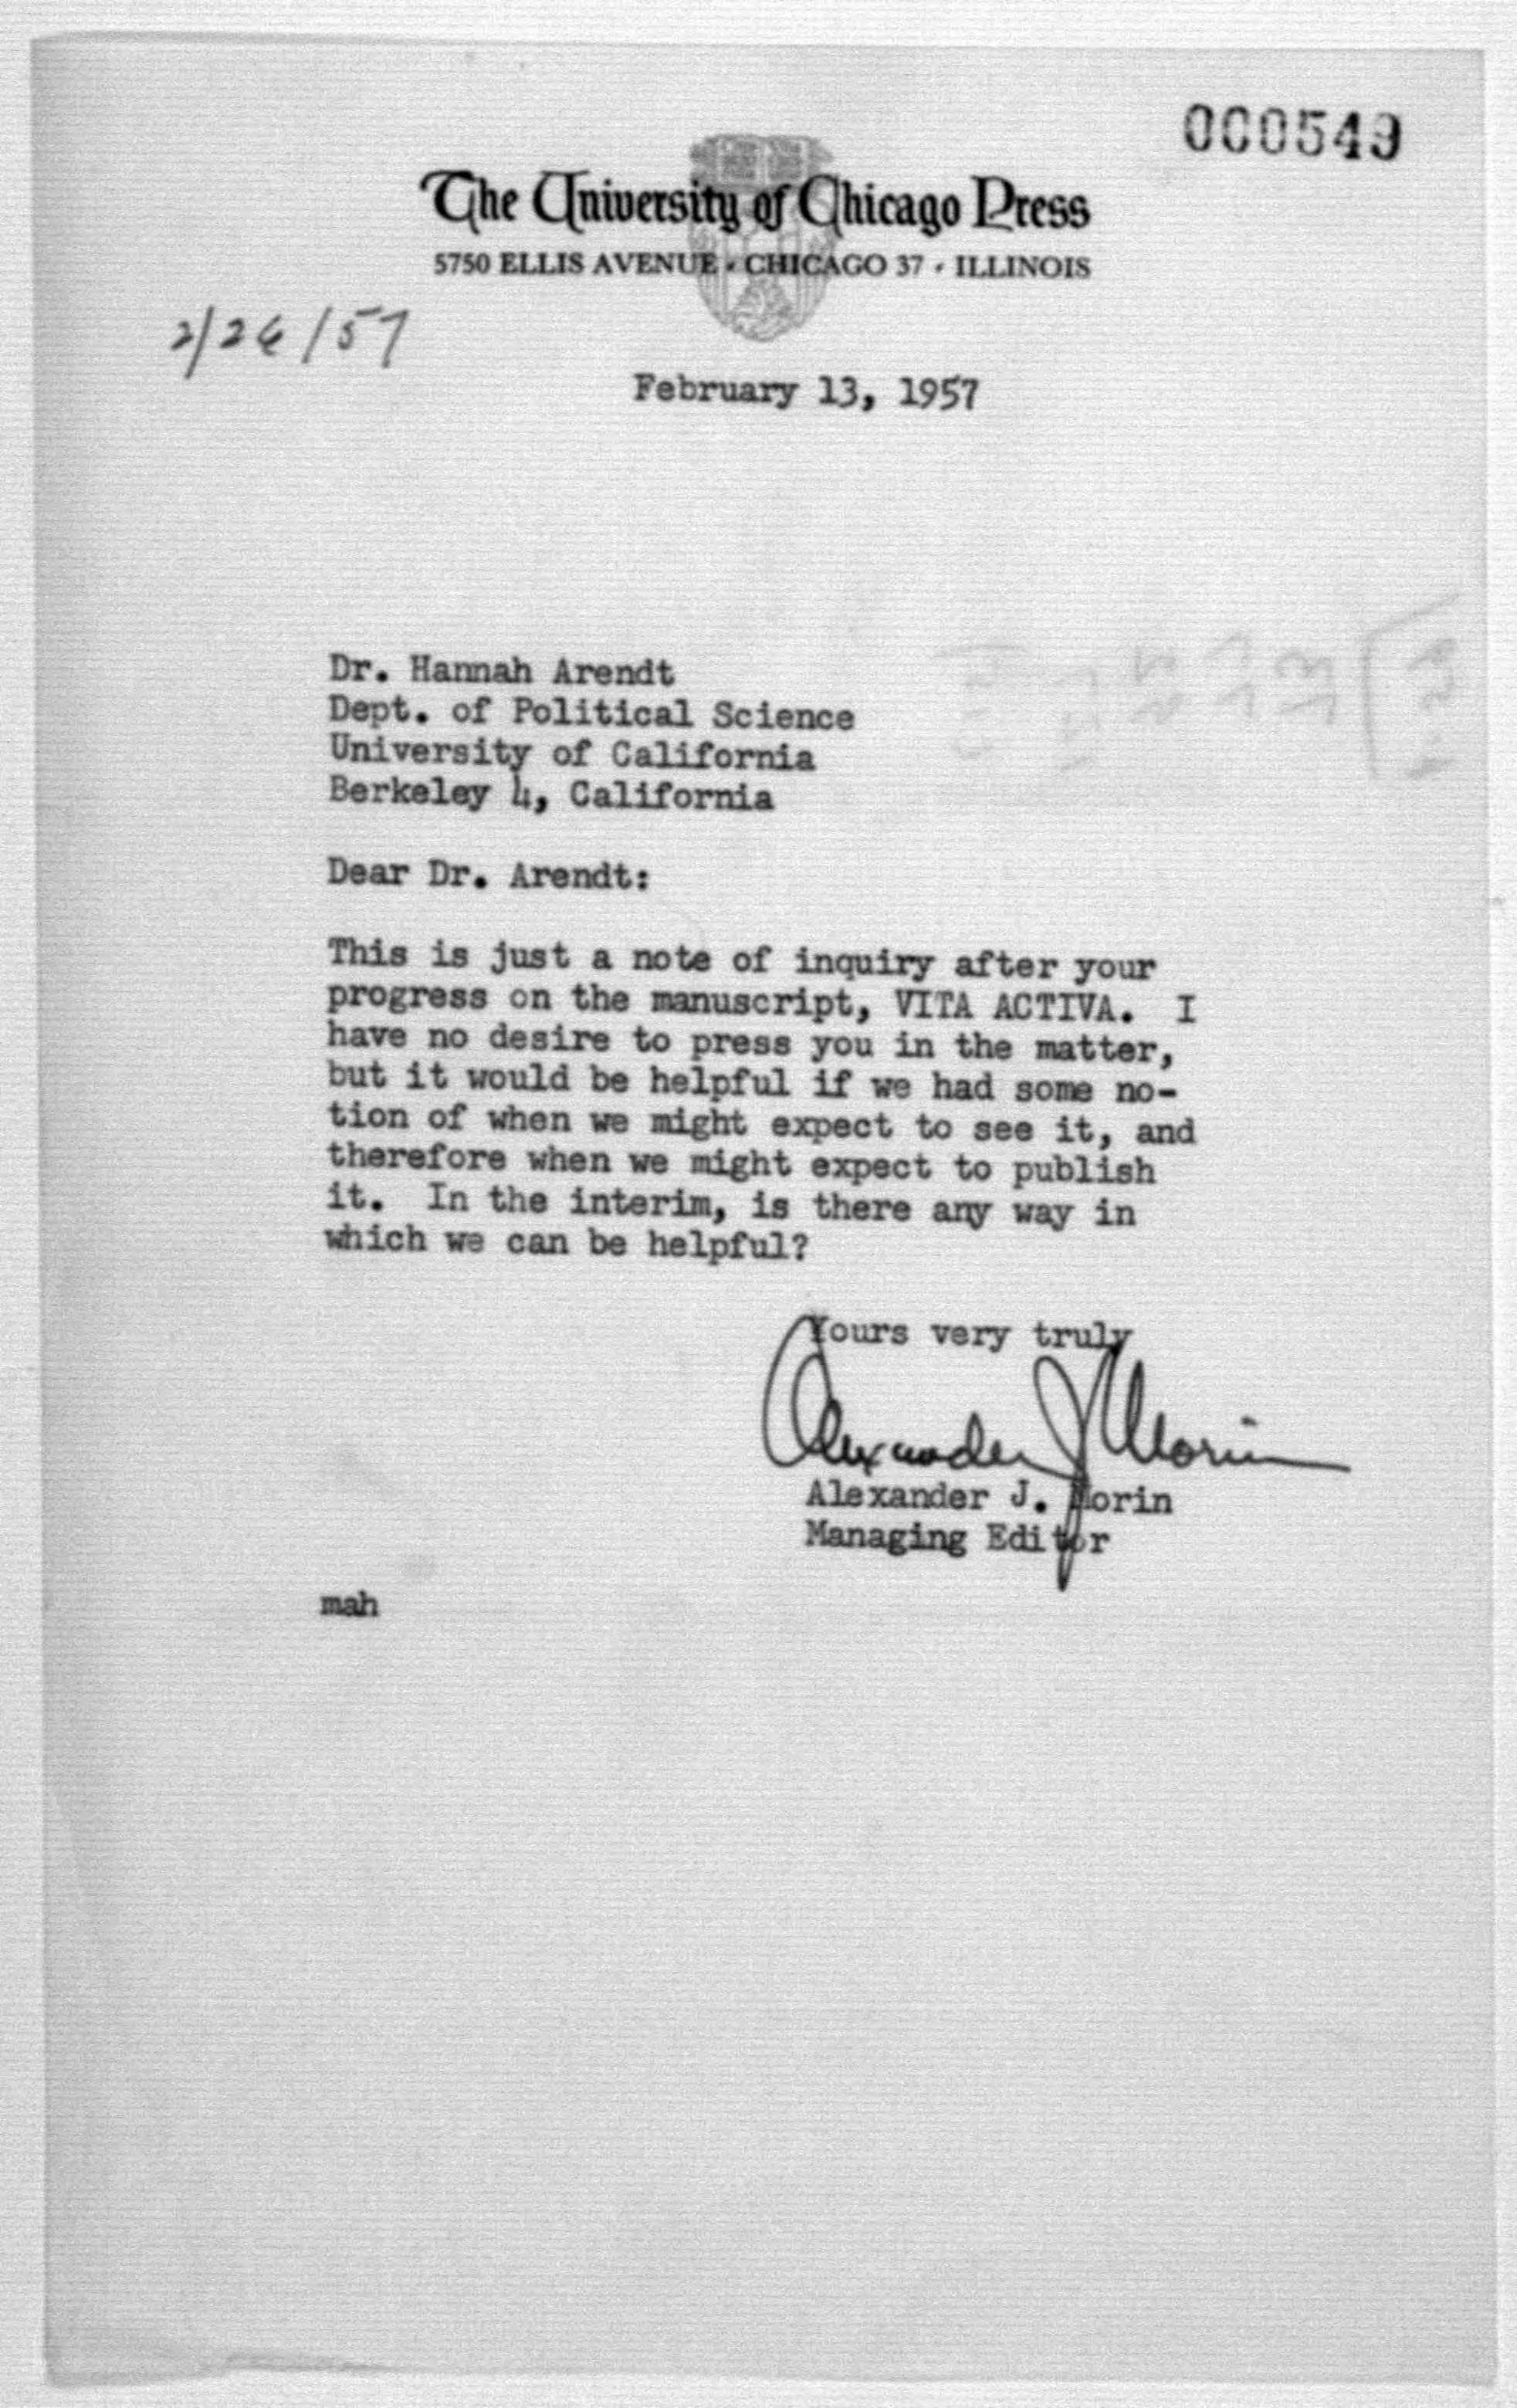 000549
The University of Chicago Press
5750 ELLIS AVENUE · CHICAGO 37 · ILLINOIS
2/26/57
February 13, 1957
Dr. Hannah Arendt
Dept. of Political Science
University of California
Berkeley 4, California
Dear Dr. Arendt:
This is just a note of inquiry after your
progress on the manuscript, VITA ACTIVA. I
have no desire to press you in the matter,
but it would be helpful if we had some no-
tion of when we might expect to see it, and
therefore when we might expect to publish
it. In the interim, is there any way in
which we can be helpful?
Yours very truly
Alexander J. Morin
Alexander J. Morin
Managing Editor
mah